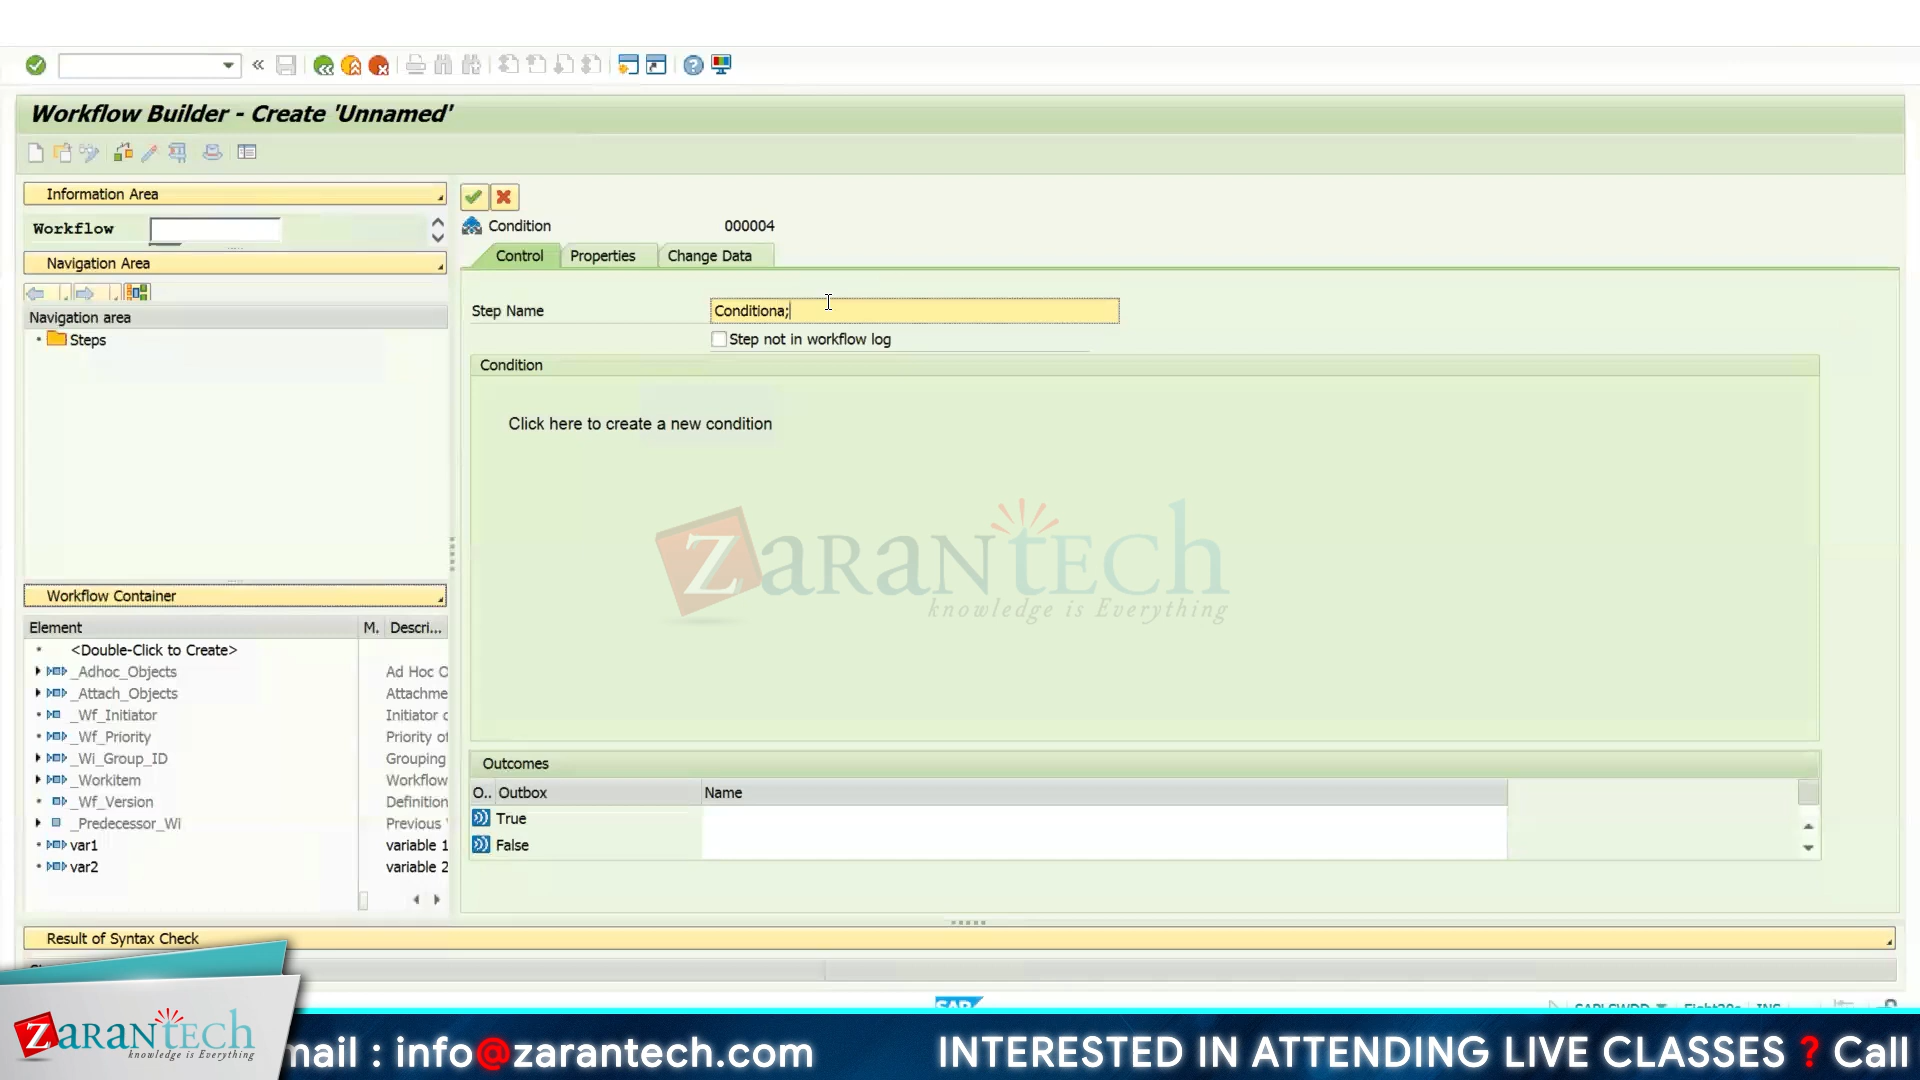 Workflow Builder - Create 'Unnamed'
Information Area
Workflow
Navigation Area
Navigation area
Steps
Workflow Container
Element M. Descri...
<Double-Click to Create>
_Adhoc_Objects Ad Hoc O
_Attach_Objects Attachme
_Wf_Initiator Initiator c
_Wf_Priority Priority of
_Wi_Group_ID Grouping
_Workitem Workflow
_Wf_Version Definition
_Predecessor_Wi Previous
var1 variable 1
var2 variable 2
Condition 000004
Control Properties Change Data
Step Name Conditiona;
Step not in workflow log
Condition
Click here to create a new condition
ZARANTECH
knowledge is Everything
Outcomes
O.. Outbox Name
True
False
Result of Syntax Check
SAP
ZARANTECH
knowledge is Everything
mail : info@zarantech.com INTERESTED IN ATTENDING LIVE CLASSES ? Call